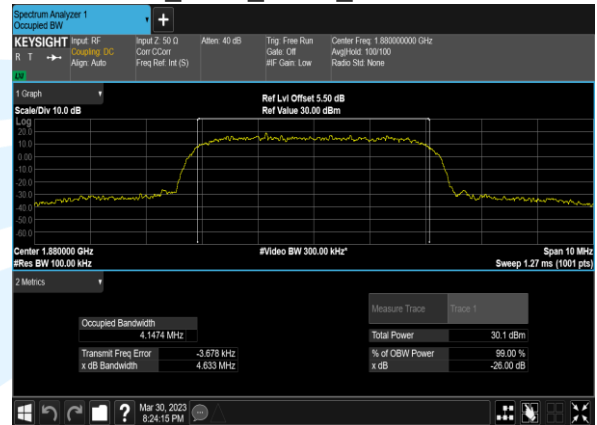 Spectrum Analyzer 1
Occupied BW
KEYSIGHT Input: RF Input Z: 50 Ω Atten: 40 dB Trig: Free Run Center Freq: 1.880000000 GHz
R T Coupling: DC Corr CCorr Gate: Off Avg|Hold: 100/100
Align: Auto Freq Ref: Int (S) #IF Gain: Low Radio Std: None
LVI
1 Graph
Ref Lvl Offset 5.50 dB
Scale/Div 10.0 dB Ref Value 30.00 dBm
Log
20.0
10.0
0.00
-10.0
-20.0
-30.0
-40.0
-50.0
-60.0
Center 1.880000 GHz #Video BW 300.00 kHz* Span 10 MHz
#Res BW 100.00 kHz Sweep 1.27 ms (1001 pts)
2 Metrics
Measure Trace Trace 1
Occupied Bandwidth
4.1474 MHz Total Power 30.1 dBm
Transmit Freq Error -3.678 kHz % of OBW Power 99.00 %
x dB Bandwidth 4.633 MHz x dB -26.00 dB
Mar 30, 2023
8:24:15 PM